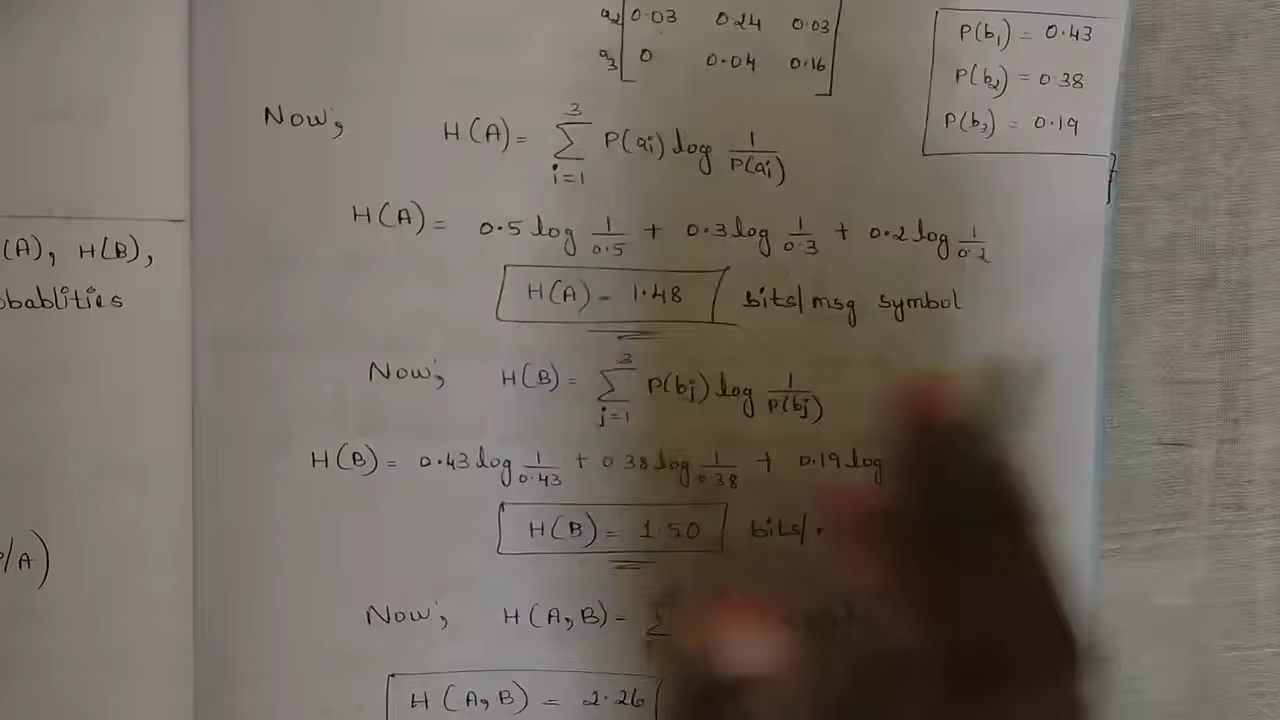 a2 0.03 0.24 0.03
a3 0 0.04 0.16
P(b1) = 0.43
P(b2) = 0.38
P(b3) = 0.19
Now, H(A) = 3 ∑ i=1 P(ai) log 1/P(ai)
H(A) = 0.5 log 1/0.5 + 0.3 log 1/0.3 + 0.2 log 1/0.2
H(A) = 1.48 bits/msg symbol
Now, H(B) = 3 ∑ j=1 P(bj) log 1/P(bj)
H(B) = 0.43 log 1/0.43 + 0.38 log 1/0.38 + 0.19 log
H(B) = 1.50 bits/
Now, H(A,B) = ∑
H(A,B) = 2.26
(A), H(B),
obablities
/A)